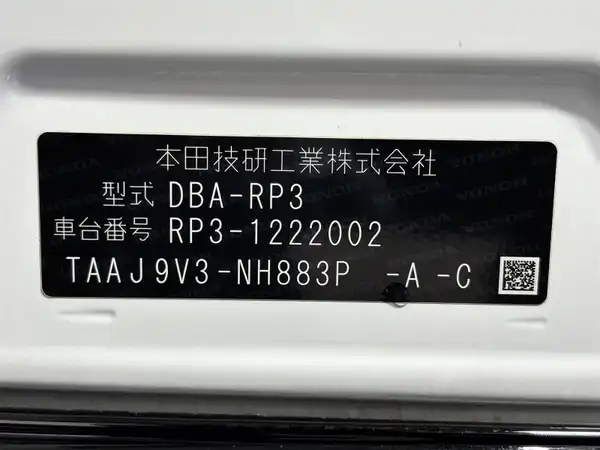 本田技研工業株式会社
型式 DBA-RP3
車台番号 RP3-1222002
TAAJ9V3-NH883P -A -C